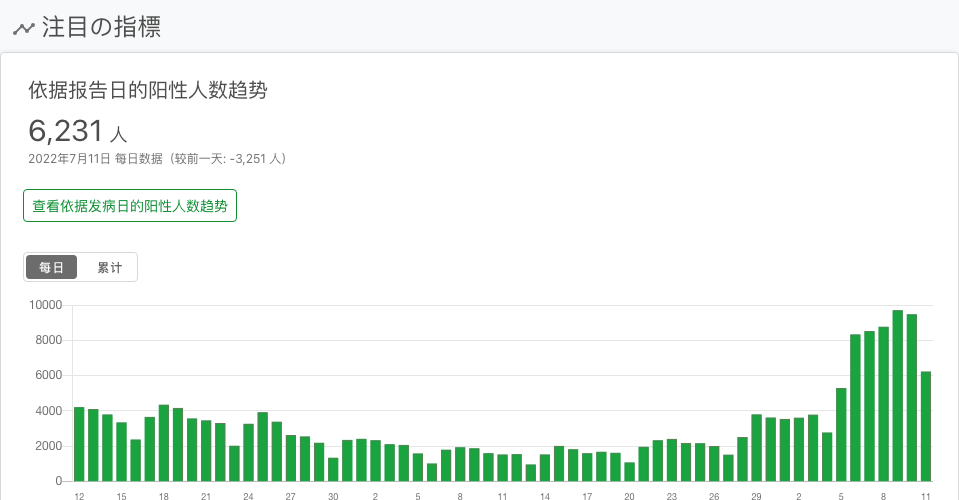 注目の指標
依据报告日的阳性人数趋势
6,231 人
2022年7月11日 每日数据（较前一天: -3,251 人）
查看依据发病日的阳性人数趋势
每日 累计
10000
8000
6000
4000
2000
0
12 15 18 21 24 27 30 2 5 8 11 14 17 20 23 26 29 2 5 8 11